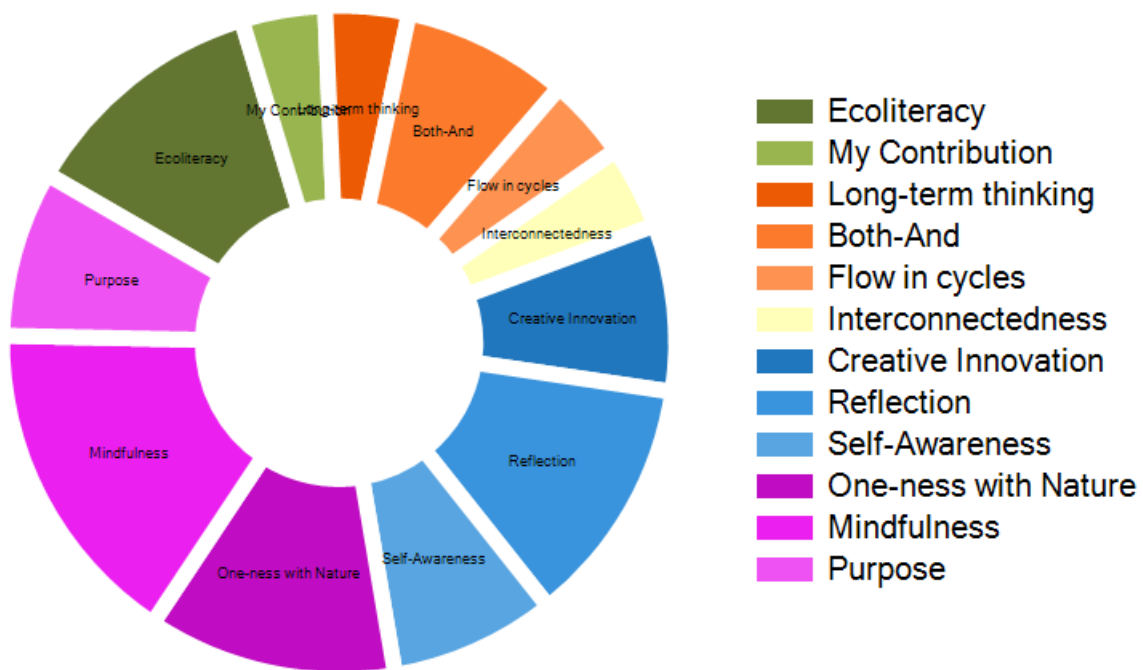 My Contribution
Long-term thinking
Both-And
Ecoliteracy
Flow in cycles
Interconnectedness
Purpose
Creative Innovation
Mindfulness
Reflection
Self-Awareness
One-ness with Nature
Ecoliteracy
My Contribution
Long-term thinking
Both-And
Flow in cycles
Interconnectedness
Creative Innovation
Reflection
Self-Awareness
One-ness with Nature
Mindfulness
Purpose